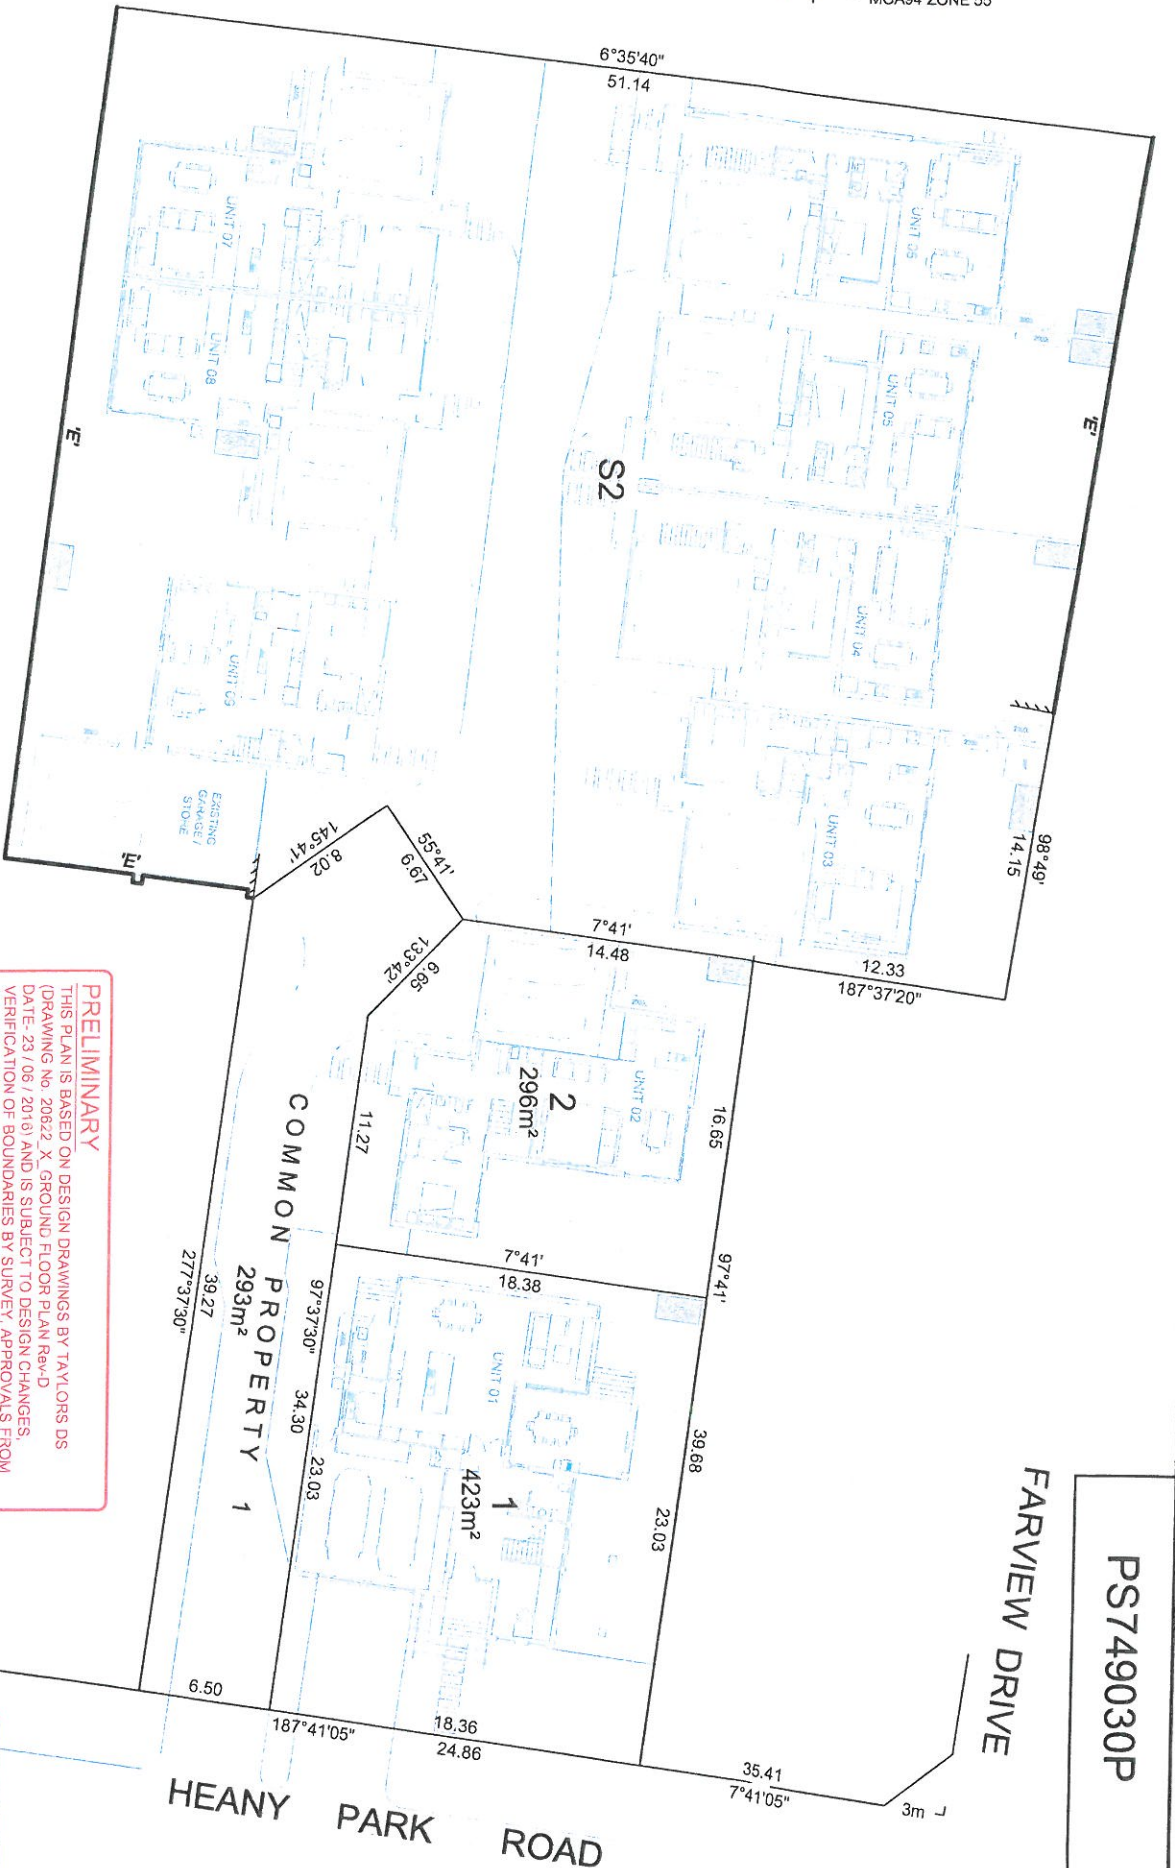 MGA94 ZONE 55
PS749030P
FARVIEW DRIVE
HEANY PARK ROAD
6°35'40"
51.14
'E'
'E'
'E'
98°49'
14.15
12.33
187°37'20"
7°41'
14.48
55°41'
6.67
145°41'
8.02
133°42'
6.65
11.27
16.65
97°41'
39.68
23.03
7°41'
18.38
97°37'30"
34.30
23.03
39.27
277°37'30"
6.50
187°41'05"
18.36
24.86
35.41
7°41'05"
3m
S2
2
296m²
1
423m²
COMMON PROPERTY 1
293m²
UNIT 01
UNIT 02
UNIT 03
UNIT 04
UNIT 05
UNIT 06
UNIT 07
UNIT 08
UNIT 09
EXISTING
GARAGE /
STORE
PRELIMINARY
THIS PLAN IS BASED ON DESIGN DRAWINGS BY TAYLORS DS
(DRAWING No. 20622_X_GROUND FLOOR PLAN Rev-D
DATE- 23 / 06 / 2016) AND IS SUBJECT TO DESIGN CHANGES,
VERIFICATION OF BOUNDARIES BY SURVEY, APPROVALS FROM